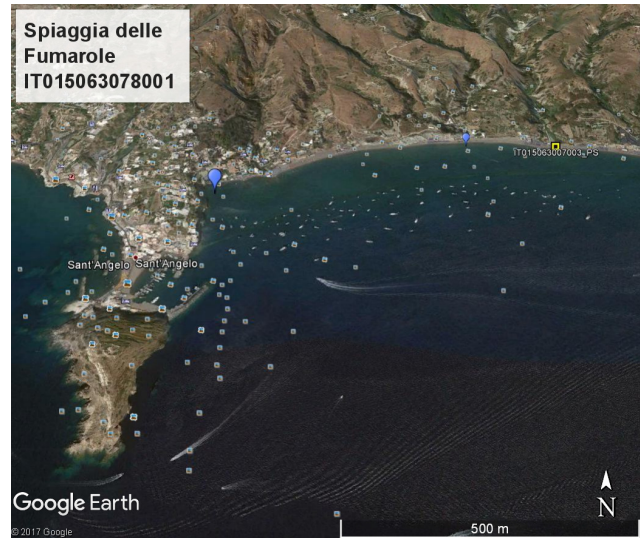 Spiaggia delle
Fumarole
IT015063078001
IT015063007003_PS
Sant'Angelo Sant'Angelo
Google Earth
N
© 2017 Google
500 m